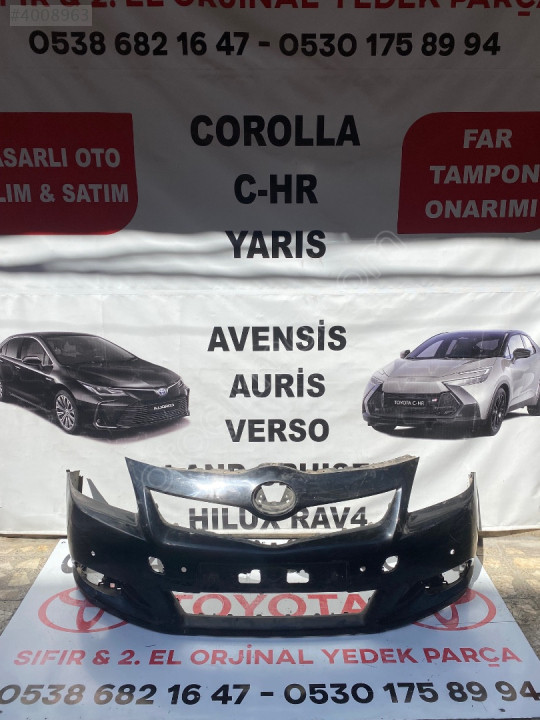 #4008963
SIFIR & 2. EL ORJİNAL YEDEK PARÇA
0538 682 16 47 - 0530 175 89 94
COROLLA
C-HR
YARIS
ASARLI OTO
LIM & SATIM
FAR
TAMPON
ONARIMI
AVENSİS
AURİS
VERSO
HILUX RAV4
TOYOTA C-HR
TOYOTA
SIFIR & 2. EL ORJİNAL YEDEK PARÇA
0538 682 16 47 - 0530 175 89 94